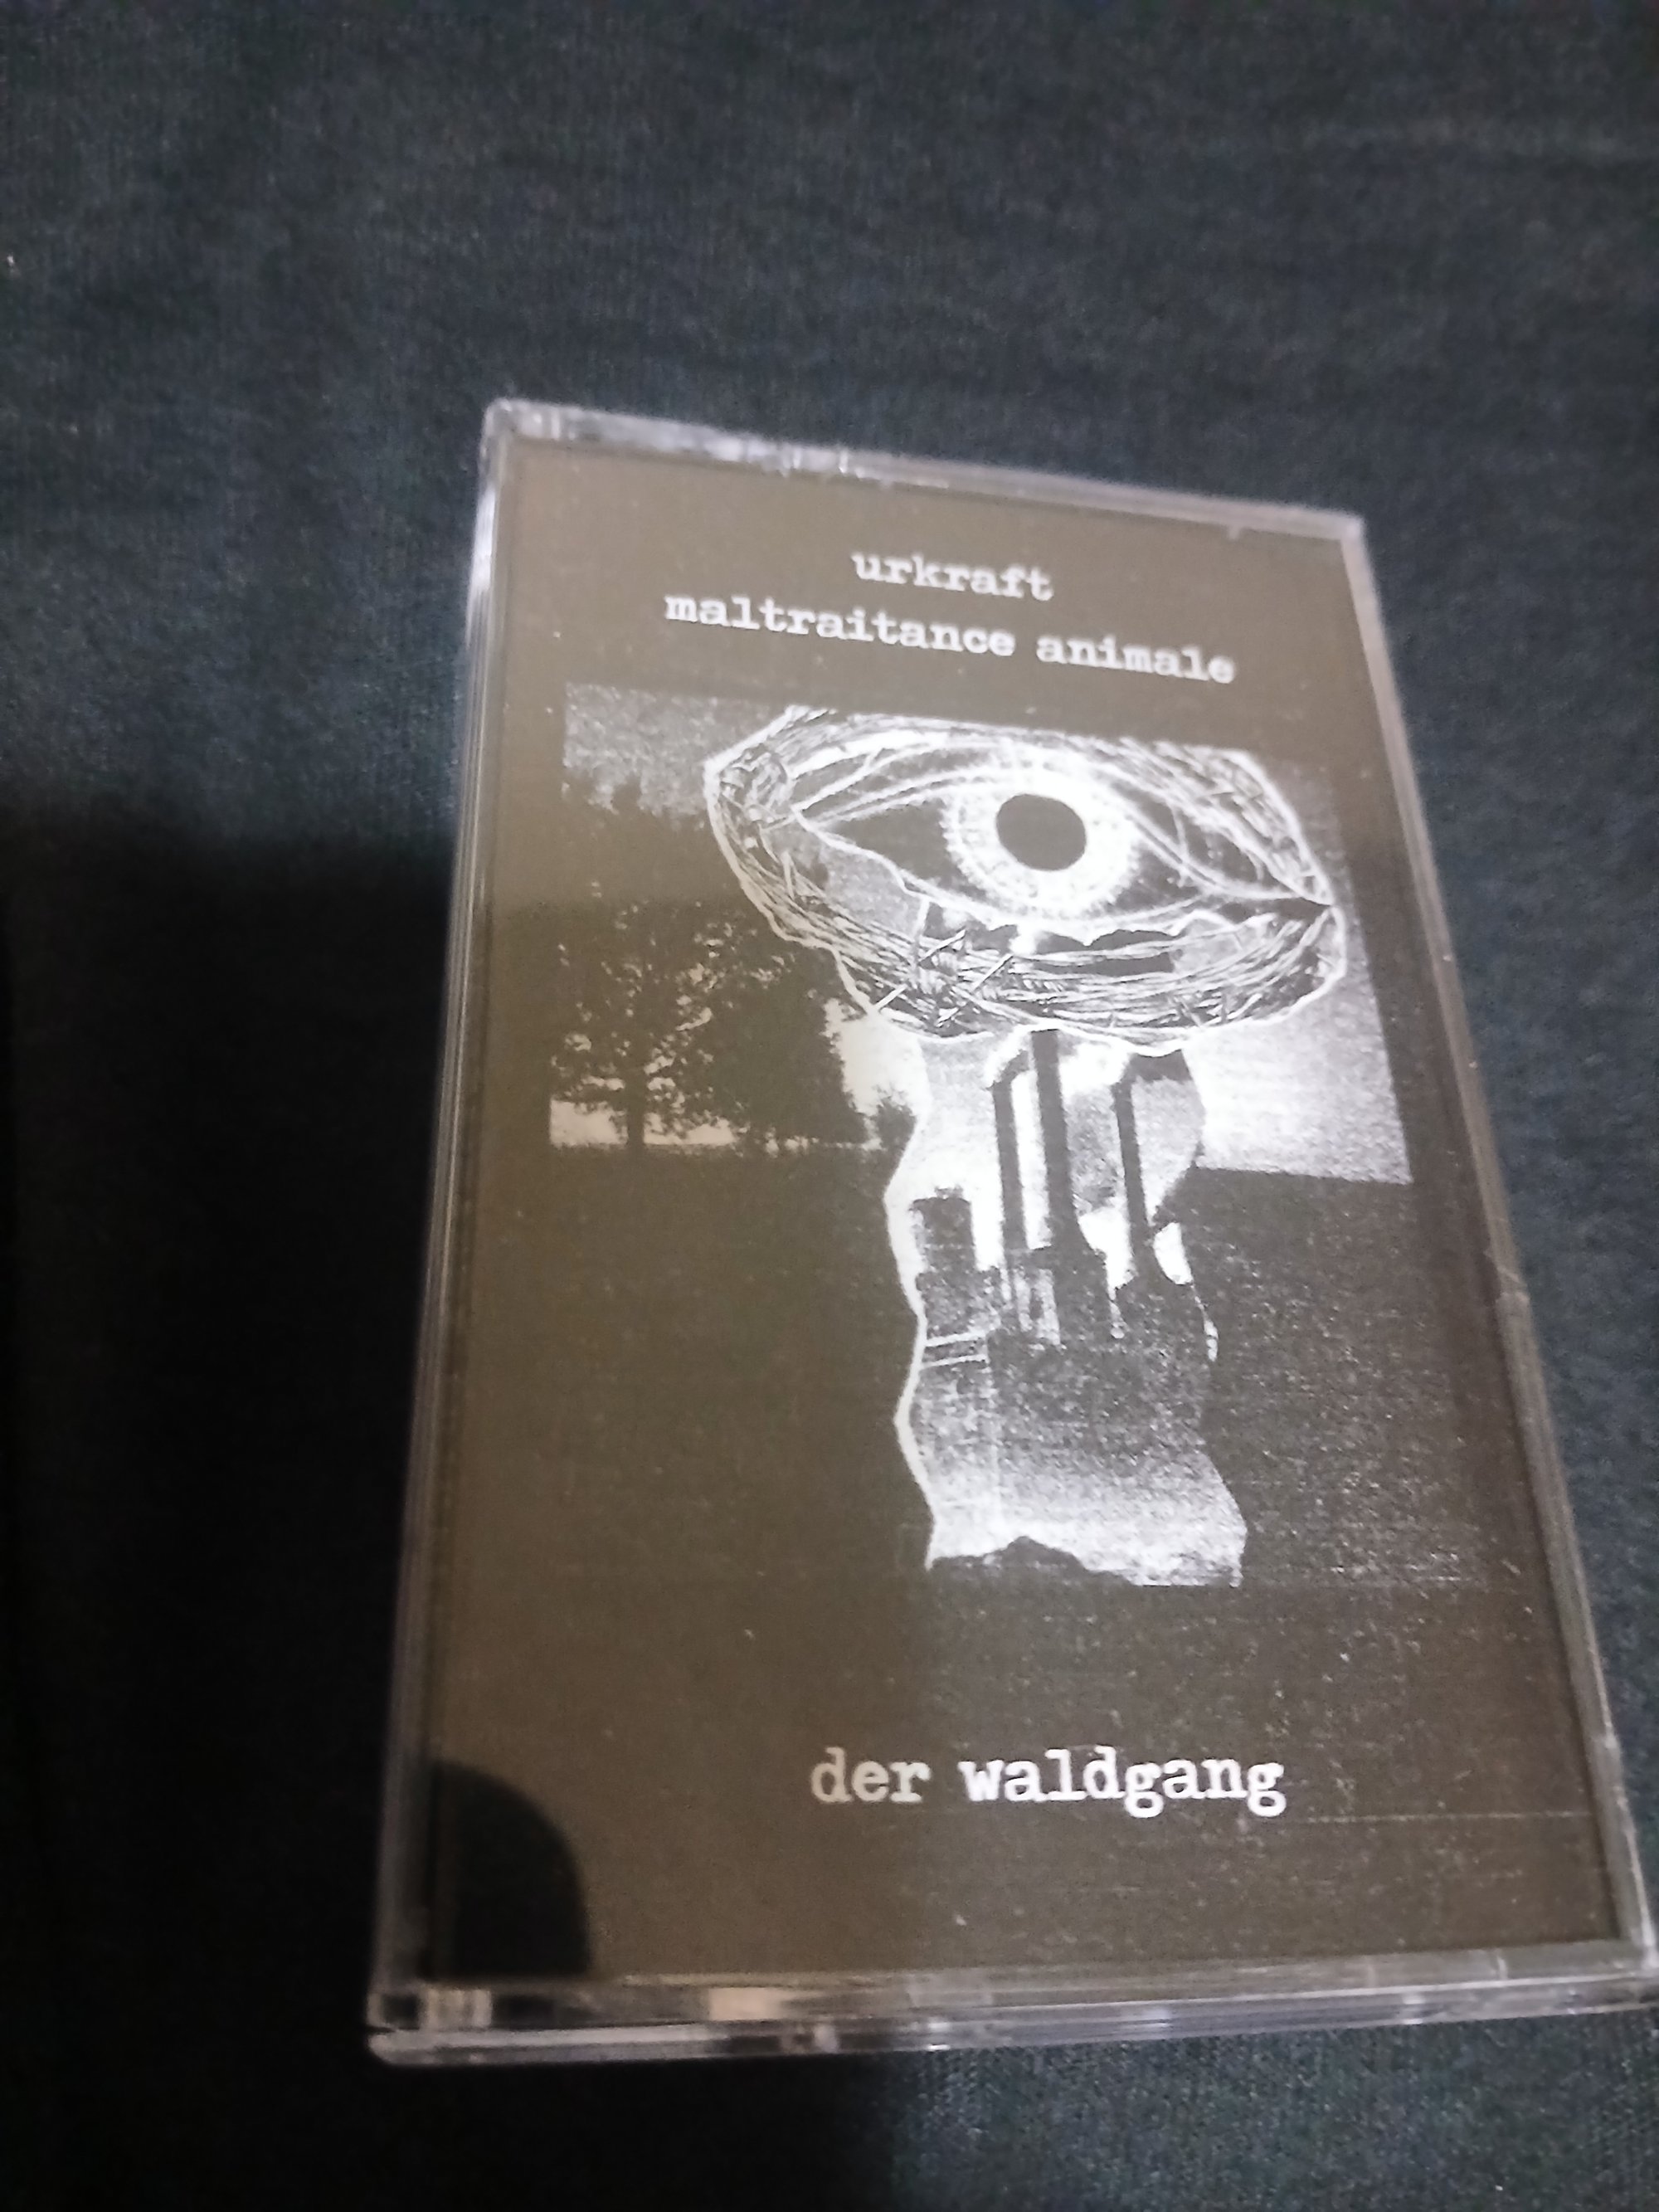 urkraft
maltraitance animale
der waldgang